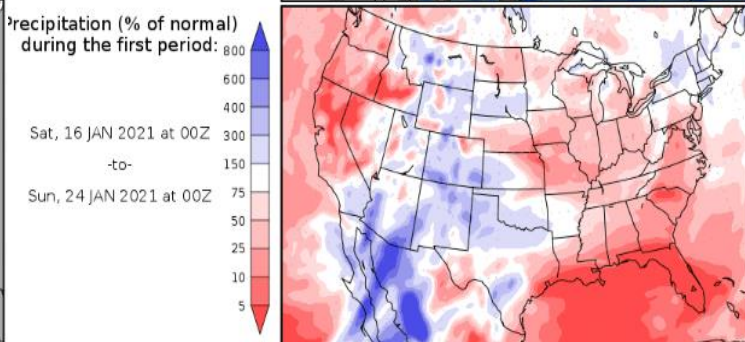 Precipitation (% of normal)
during the first period:
800
600
400
Sat, 16 JAN 2021 at 00Z
300
-to-
150
Sun, 24 JAN 2021 at 00Z
75
50
25
10
5